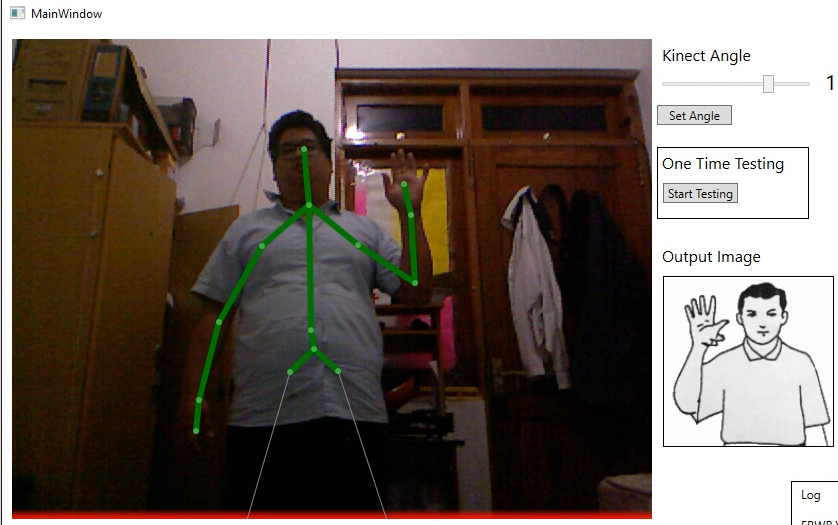 MainWindow
Kinect Angle
1
Set Angle
One Time Testing
Start Testing
Output Image
Log